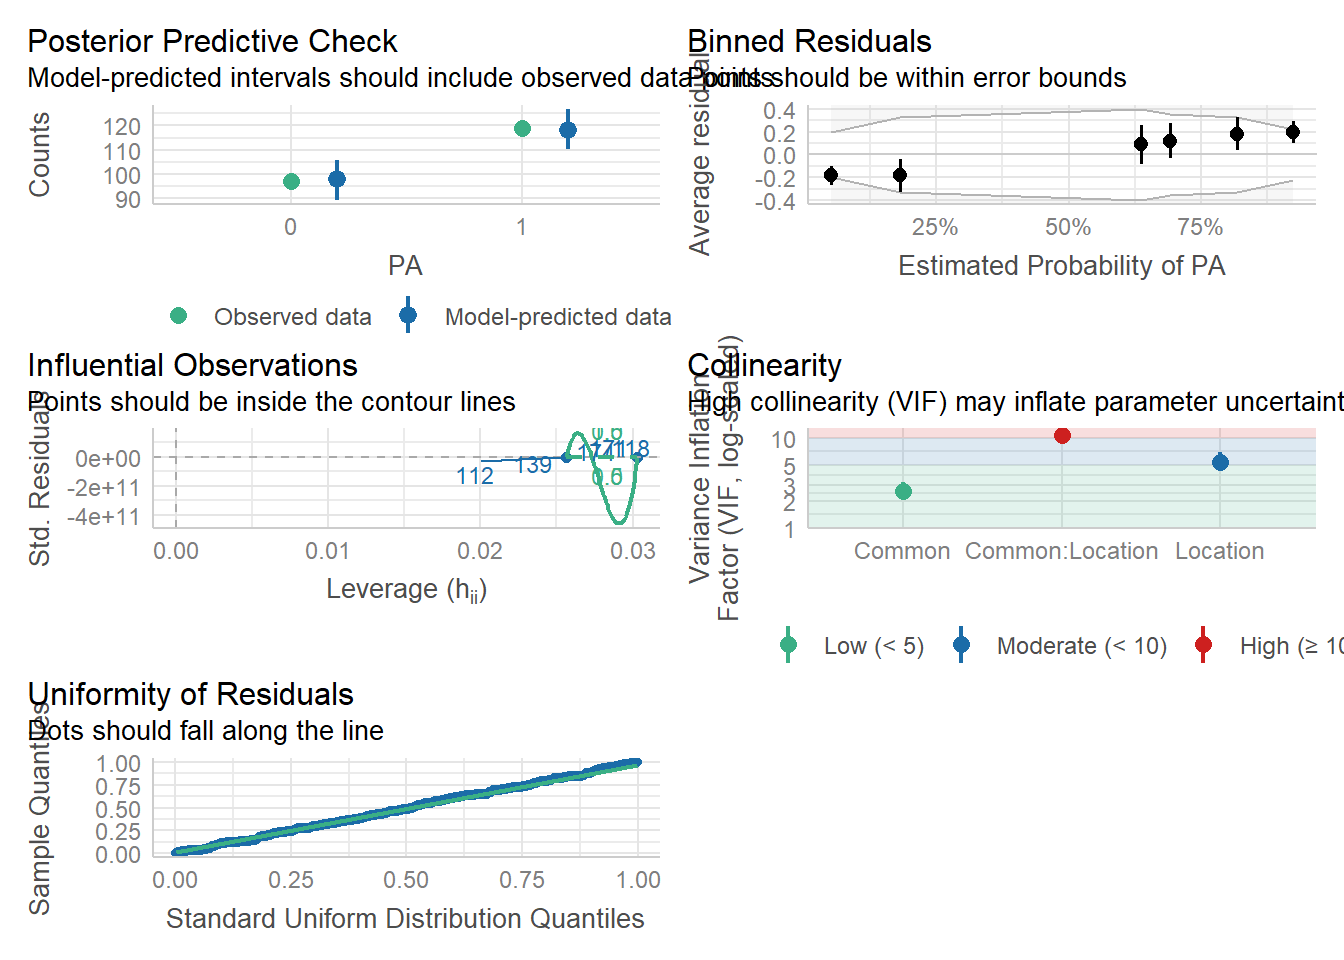 Posterior Predictive Check
Model-predicted intervals should include observed data points
Counts
120
110
100
90
0
1
PA
Observed data
Model-predicted data
Binned Residuals
Points should be within error bounds
Average residual
0.4
0.2
0.0
-0.2
-0.4
25%
50%
75%
Estimated Probability of PA
Influential Observations
Points should be inside the contour lines
Std. Residuals
0e+00
-2e+11
-4e+11
112
139
118
0.00
0.01
0.02
0.03
Leverage (hii)
Collinearity
High collinearity (VIF) may inflate parameter uncertaint
Variance Inflation
Factor (VIF, log-scaled)
10
5
3
2
1
Common
Common:Location
Location
Low (< 5)
Moderate (< 10)
High (≥ 10
Uniformity of Residuals
Dots should fall along the line
Sample Quantiles
1.00
0.75
0.50
0.25
0.00
0.00
0.25
0.50
0.75
1.00
Standard Uniform Distribution Quantiles